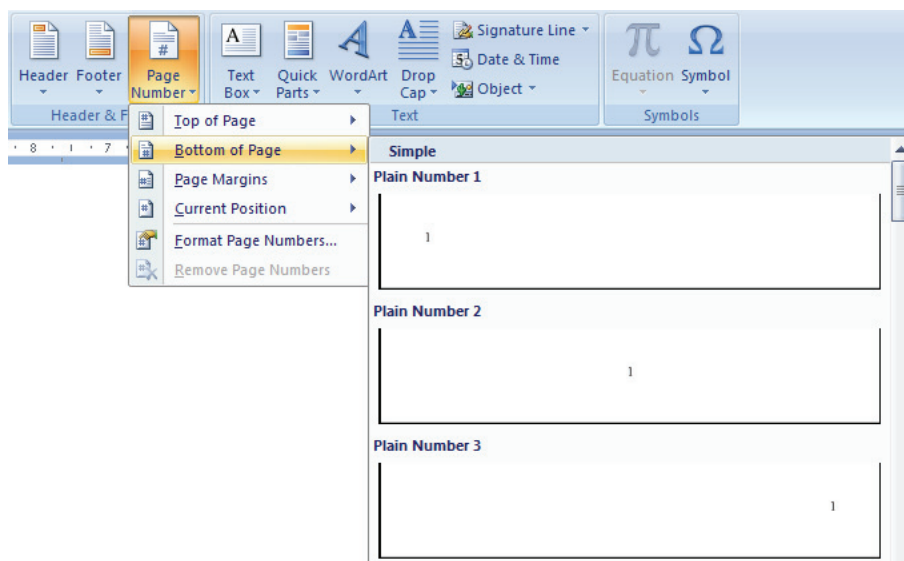 Header Footer Page Number
Text Box Quick Parts WordArt Drop Cap
Signature Line
Date & Time
Object
Equation Symbol
Header & F
Text
Symbols
8 1 7
Top of Page
Bottom of Page
Page Margins
Current Position
Format Page Numbers...
Remove Page Numbers
Simple
Plain Number 1
1
Plain Number 2
1
Plain Number 3
1